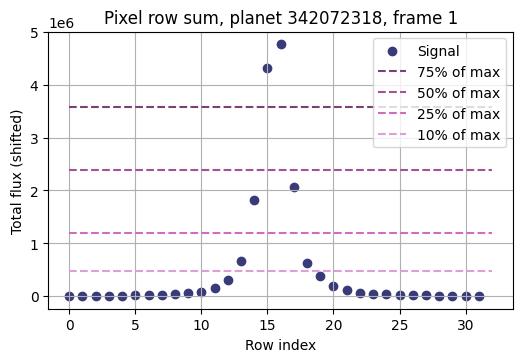 Pixel row sum, planet 342072318, frame 1
1e6
5
4
3
2
1
0
Total flux (shifted)
Signal
75% of max
50% of max
25% of max
10% of max
0 5 10 15 20 25 30
Row index